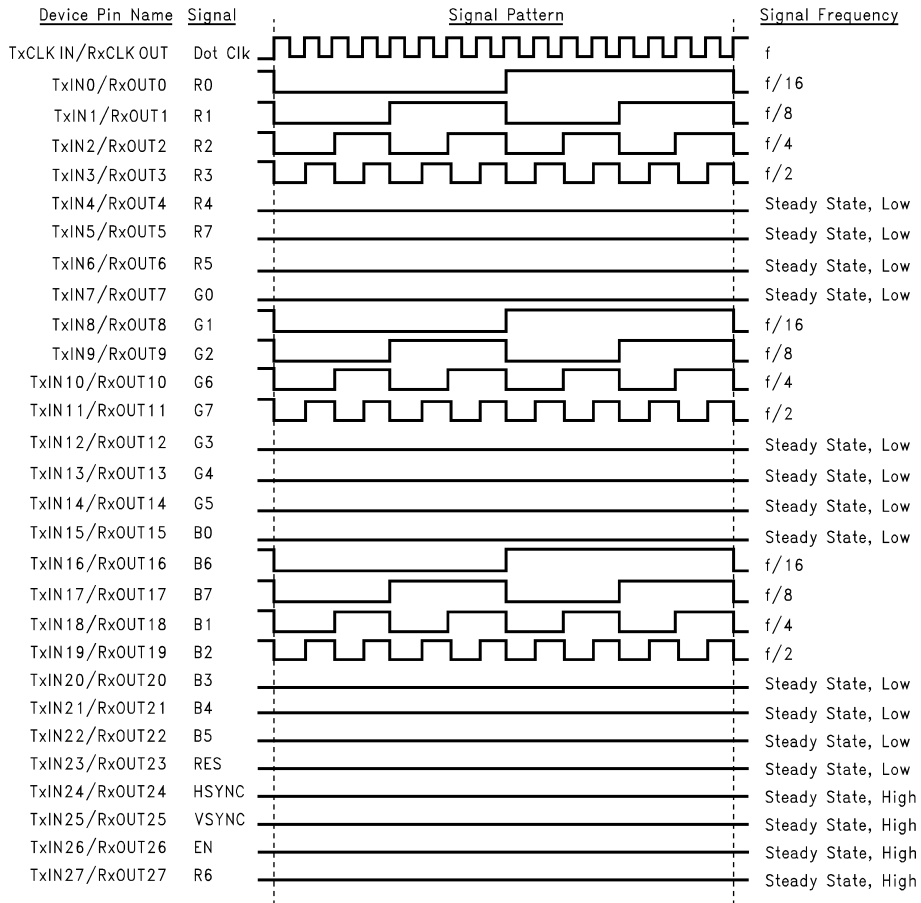 Device Pin Name Signal Signal Pattern Signal Frequency
TxCLK IN/RxCLK OUT Dot Clk f
TxIN0/RxOUT0 R0 f/16
TxIN1/RxOUT1 R1 f/8
TxIN2/RxOUT2 R2 f/4
TxIN3/RxOUT3 R3 f/2
TxIN4/RxOUT4 R4 Steady State, Low
TxIN5/RxOUT5 R7 Steady State, Low
TxIN6/RxOUT6 R5 Steady State, Low
TxIN7/RxOUT7 G0 Steady State, Low
TxIN8/RxOUT8 G1 f/16
TxIN9/RxOUT9 G2 f/8
TxIN10/RxOUT10 G6 f/4
TxIN11/RxOUT11 G7 f/2
TxIN12/RxOUT12 G3 Steady State, Low
TxIN13/RxOUT13 G4 Steady State, Low
TxIN14/RxOUT14 G5 Steady State, Low
TxIN15/RxOUT15 B0 Steady State, Low
TxIN16/RxOUT16 B6 f/16
TxIN17/RxOUT17 B7 f/8
TxIN18/RxOUT18 B1 f/4
TxIN19/RxOUT19 B2 f/2
TxIN20/RxOUT20 B3 Steady State, Low
TxIN21/RxOUT21 B4 Steady State, Low
TxIN22/RxOUT22 B5 Steady State, Low
TxIN23/RxOUT23 RES Steady State, Low
TxIN24/RxOUT24 HSYNC Steady State, High
TxIN25/RxOUT25 VSYNC Steady State, High
TxIN26/RxOUT26 EN Steady State, High
TxIN27/RxOUT27 R6 Steady State, High